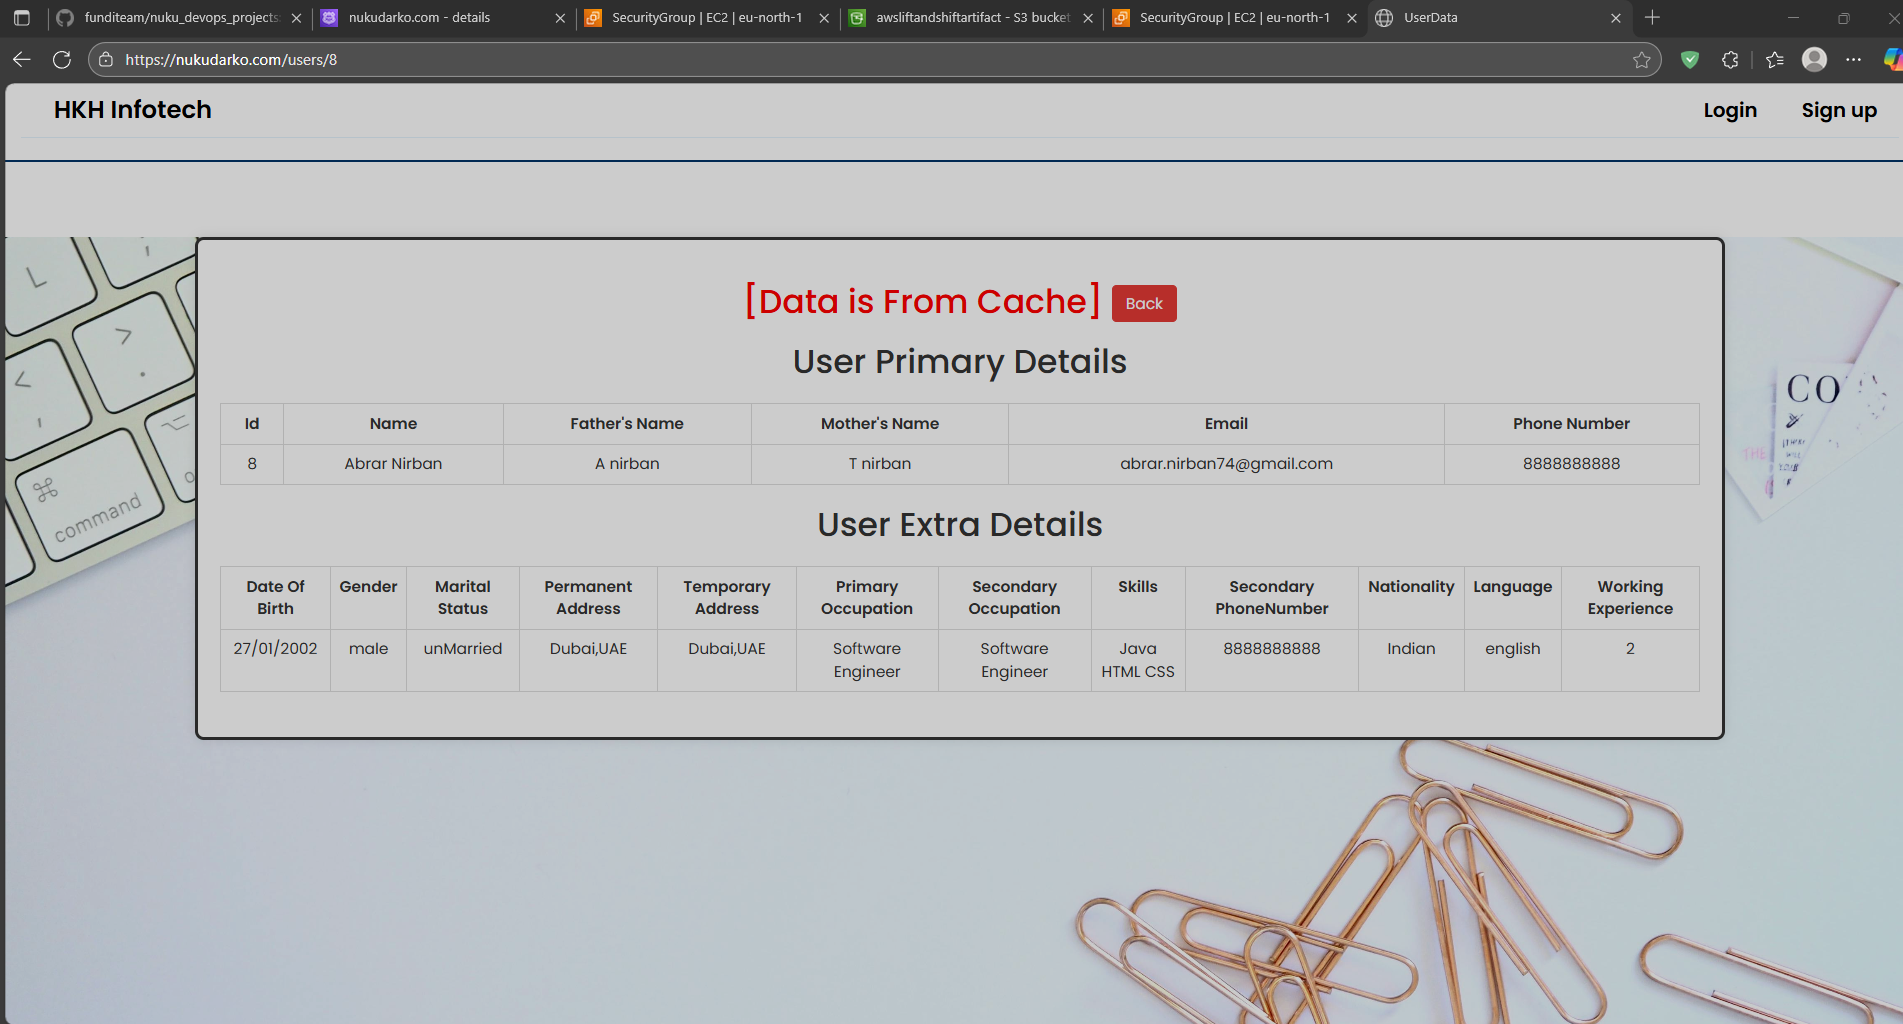 funditeam/nuku_devops_projects:
nukudarko.com - details
SecurityGroup | EC2 | eu-north-1
awsliftandshiftartifact - S3 bucket
SecurityGroup | EC2 | eu-north-1
UserData
https://nukudarko.com/users/8
HKH Infotech
Login
Sign up
[Data is From Cache]
Back
User Primary Details
Id Name Father's Name Mother's Name Email Phone Number
8 Abrar Nirban A nirban T nirban abrar.nirban74@gmail.com 8888888888
User Extra Details
Date Of Gender Marital Permanent Temporary Primary Secondary Skills Secondary Nationality Language Working
Birth Status Address Address Occupation Occupation PhoneNumber Experience
27/01/2002 male unMarried Dubai,UAE Dubai,UAE Software Software Java 8888888888 Indian english 2
Engineer Engineer HTML CSS
L
command
CO
THE